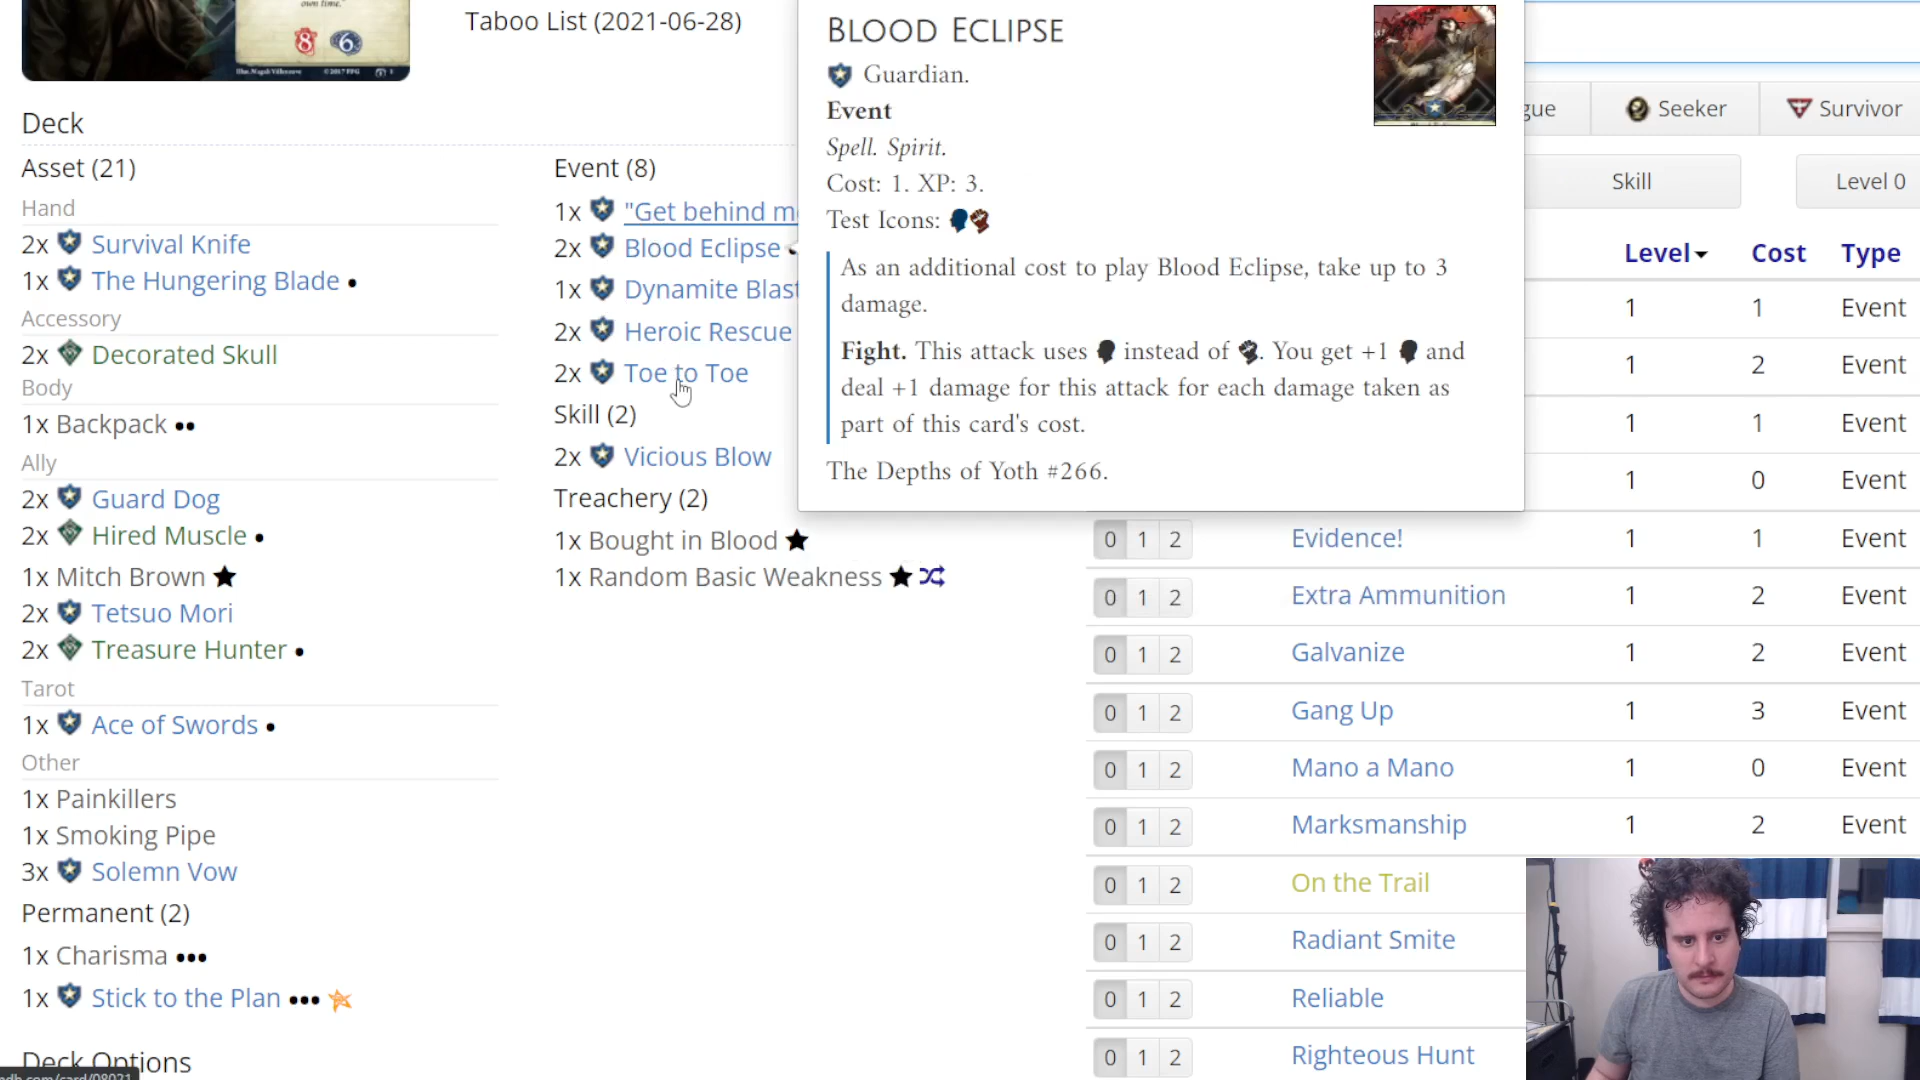 own time."
8 6
Taboo List (2021-06-28)
Deck
Asset (21)
Hand
2x Survival Knife
1x The Hungering Blade •
Accessory
2x Decorated Skull
Body
1x Backpack ••
Ally
2x Guard Dog
2x Hired Muscle •
1x Mitch Brown ★
2x Tetsuo Mori
2x Treasure Hunter •
Tarot
1x Ace of Swords •
Other
1x Painkillers
1x Smoking Pipe
3x Solemn Vow
Permanent (2)
1x Charisma •••
1x Stick to the Plan •••
Deck Options
Event (8)
1x "Get behind m
2x Blood Eclipse
1x Dynamite Blast
2x Heroic Rescue
2x Toe to Toe
Skill (2)
2x Vicious Blow
Treachery (2)
1x Bought in Blood ★
1x Random Basic Weakness ★
BLOOD ECLIPSE
Guardian.
Event
Spell. Spirit.
Cost: 1. XP: 3.
Test Icons:
As an additional cost to play Blood Eclipse, take up to 3
damage.
Fight. This attack uses instead of . You get +1 and
deal +1 damage for this attack for each damage taken as
part of this card's cost.
The Depths of Yoth #266.
gue Seeker Survivor
Skill Level 0
Level Cost Type
1 1 Event
1 2 Event
1 1 Event
1 0 Event
0 1 2 Evidence! 1 1 Event
0 1 2 Extra Ammunition 1 2 Event
0 1 2 Galvanize 1 2 Event
0 1 2 Gang Up 1 3 Event
0 1 2 Mano a Mano 1 0 Event
0 1 2 Marksmanship 1 2 Event
0 1 2 On the Trail
0 1 2 Radiant Smite
0 1 2 Reliable
0 1 2 Righteous Hunt